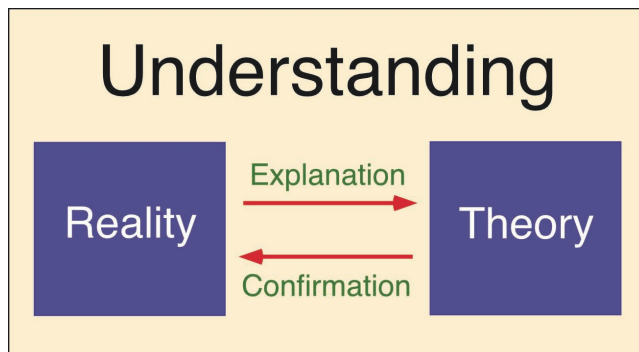 Understanding
Reality
Explanation
Confirmation
Theory